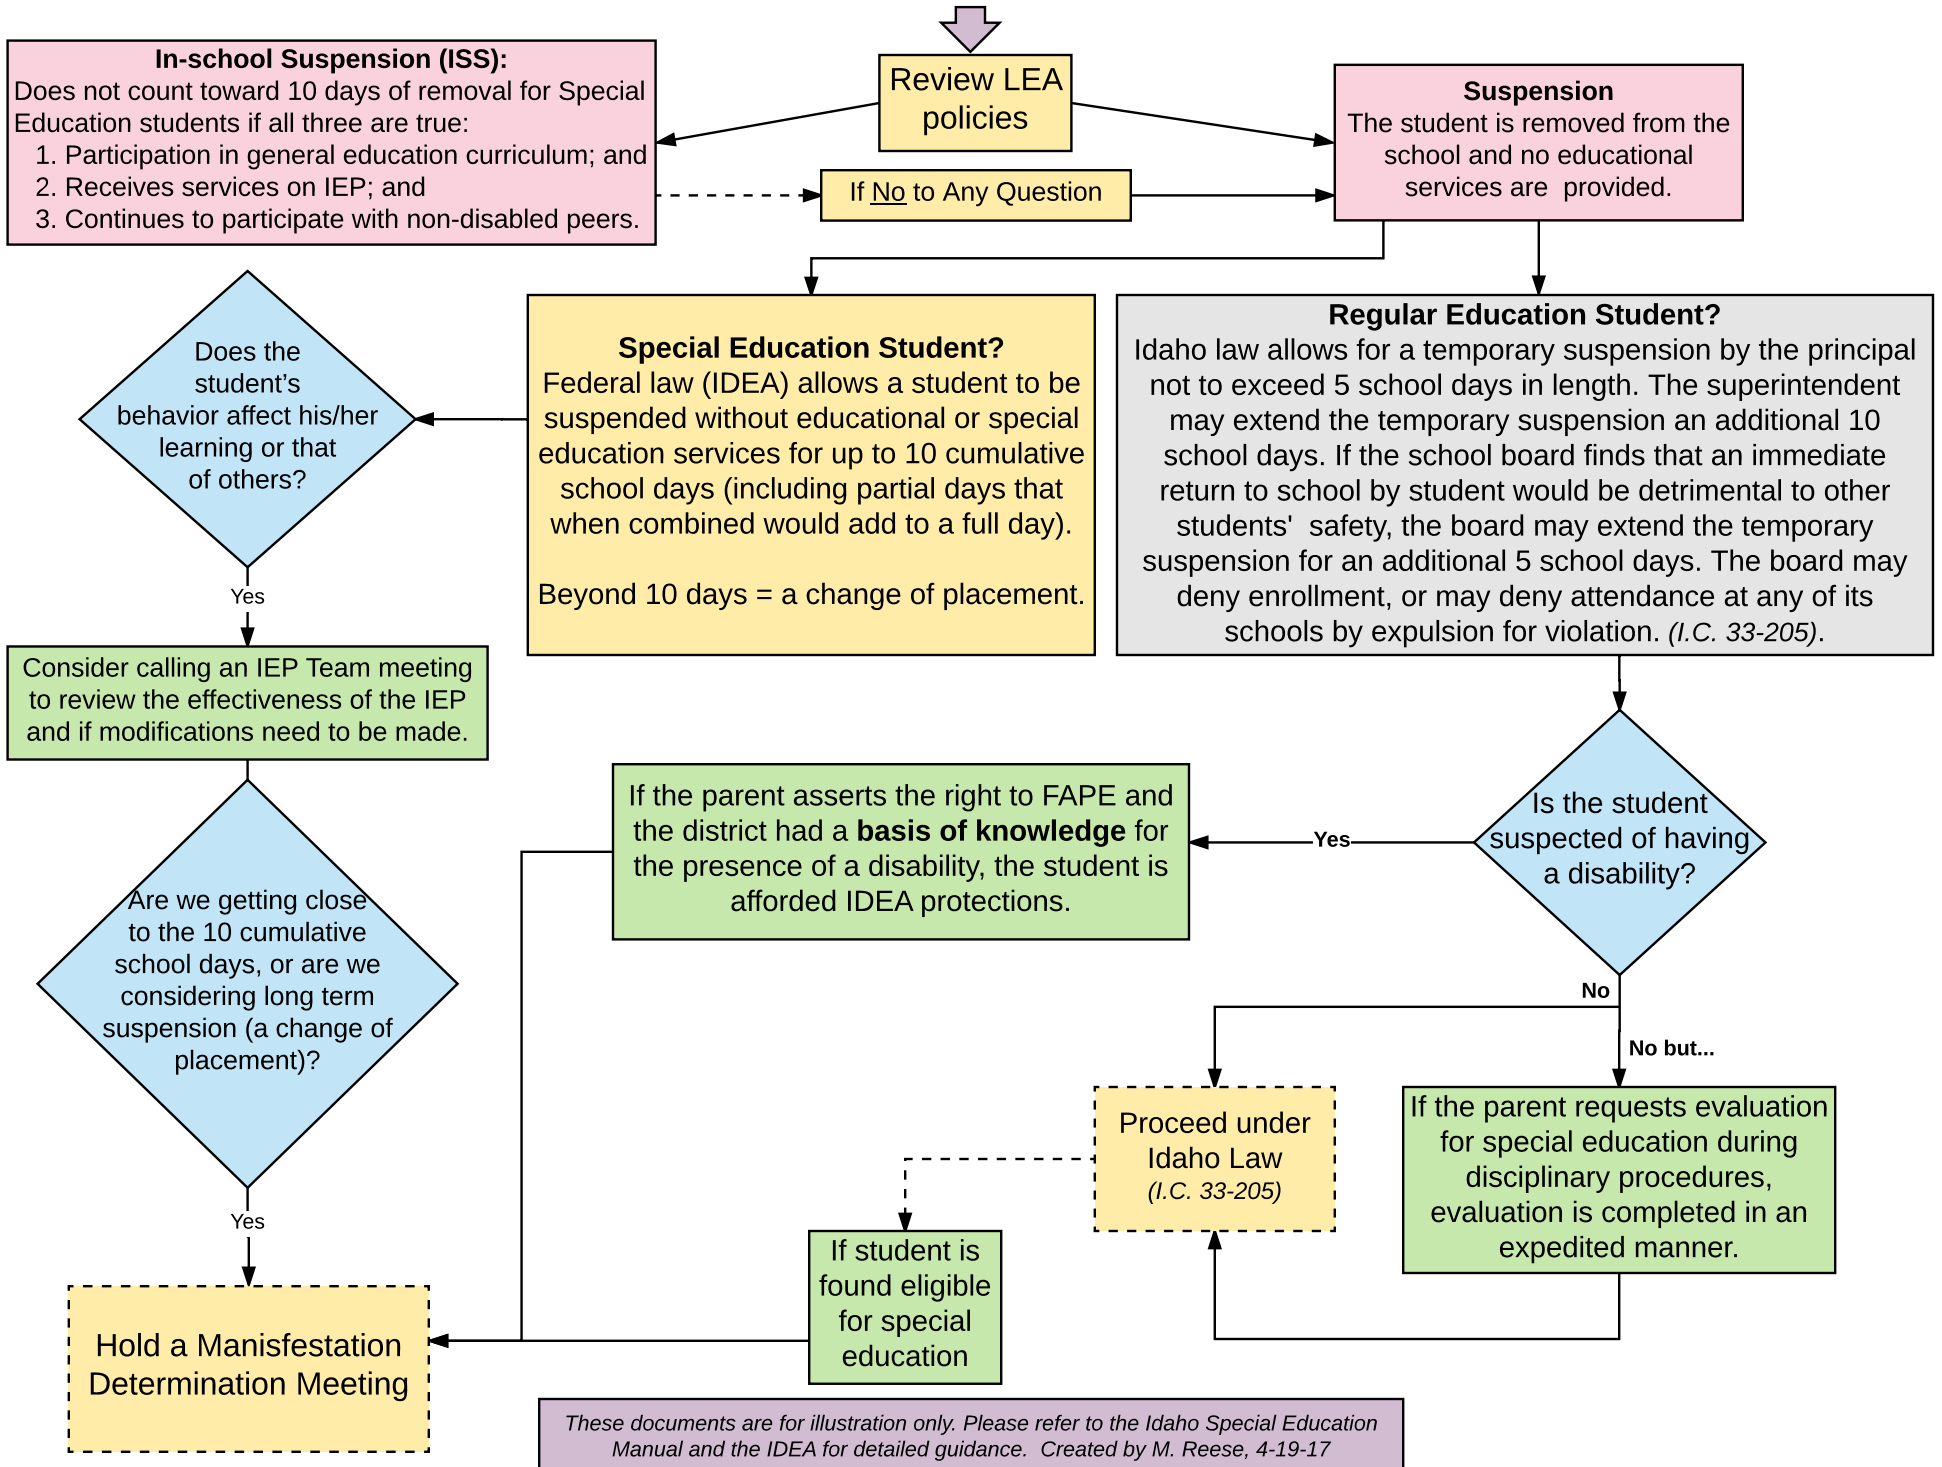 Review LEA
policies
In-school Suspension (ISS):
Does not count toward 10 days of removal for Special
Education students if all three are true:
1. Participation in general education curriculum; and
2. Receives services on IEP; and
3. Continues to participate with non-disabled peers.
If No to Any Question
Suspension
The student is removed from the
school and no educational
services are  provided.
Does the
student’s
behavior affect his/her
learning or that
of others?
Special Education Student?
Federal law (IDEA) allows a student to be
suspended without educational or special
education services for up to 10 cumulative
school days (including partial days that
when combined would add to a full day).
Beyond 10 days = a change of placement.
Regular Education Student?
Idaho law allows for a temporary suspension by the principal
not to exceed 5 school days in length. The superintendent
may extend the temporary suspension an additional 10
school days. If the school board finds that an immediate
return to school by student would be detrimental to other
students'  safety, the board may extend the temporary
suspension for an additional 5 school days. The board may
deny enrollment, or may deny attendance at any of its
schools by expulsion for violation. (I.C. 33-205).
Yes
Consider calling an IEP Team meeting
to review the effectiveness of the IEP
and if modifications need to be made.
Are we getting close
to the 10 cumulative
school days, or are we
considering long term
suspension (a change of
placement)?
Yes
Hold a Manisfestation
Determination Meeting
If the parent asserts the right to FAPE and
the district had a basis of knowledge for
the presence of a disability, the student is
afforded IDEA protections.
Yes
Is the student
suspected of having
a disability?
No
No but...
Proceed under
Idaho Law
(I.C. 33-205)
If the parent requests evaluation
for special education during
disciplinary procedures,
evaluation is completed in an
expedited manner.
If student is
found eligible
for special
education
These documents are for illustration only. Please refer to the Idaho Special Education
Manual and the IDEA for detailed guidance.  Created by M. Reese, 4-19-17